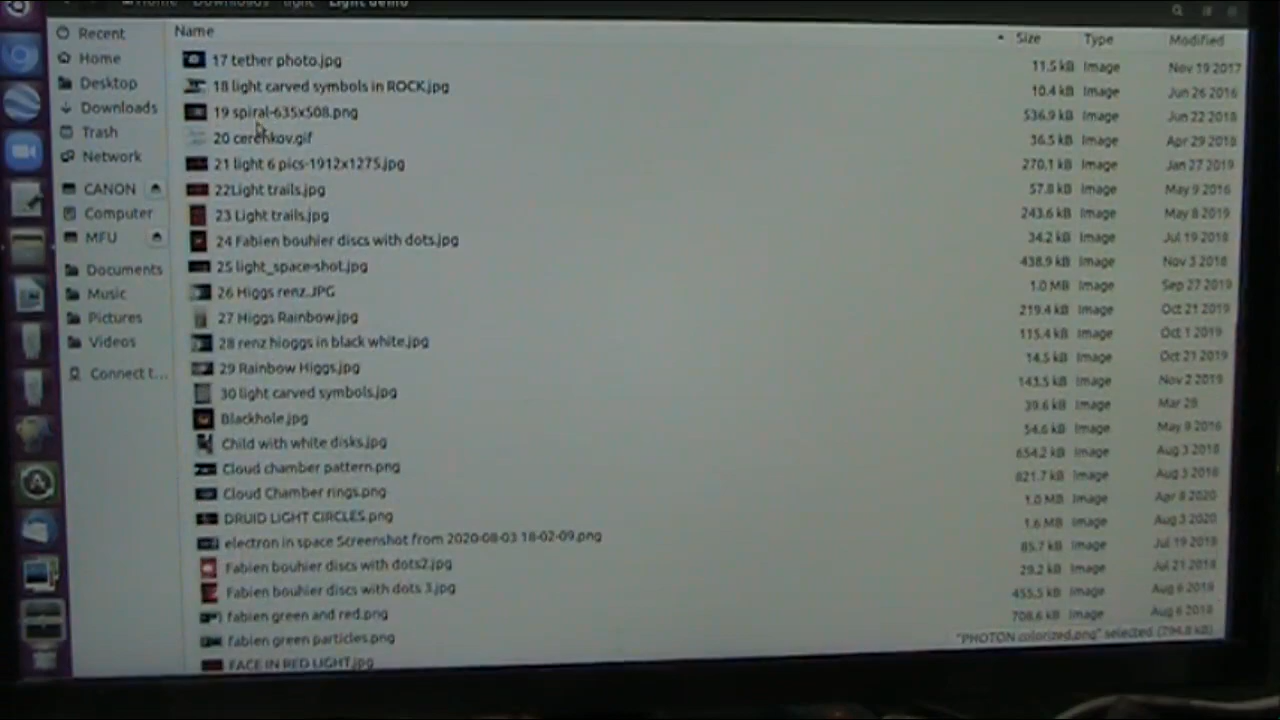 Home Downloads light Light demo
Recent
Home
Desktop
Downloads
Trash
Network
CANON
Computer
MFU
Documents
Music
Pictures
Videos
Connect t...
Name Size Type Modified
17 tether photo.jpg 11.5 kB Image Nov 19 2017
18 light carved symbols in ROCK.jpg 10.4 kB Image Jun 26 2016
19 spiral-635x508.png 536.9 kB Image Jun 22 2018
20 cerenkov.gif 36.5 kB Image Apr 29 2018
21 light 6 pics-1912x1275.jpg 270.1 kB Image Jan 27 2019
22Light trails.jpg 57.8 kB Image May 9 2016
23 Light trails.jpg 243.6 kB Image May 8 2019
24 Fabien bouhier discs with dots.jpg 34.2 kB Image Jul 19 2018
25 light_space-shot.jpg 438.9 kB Image Nov 3 2018
26 Higgs renz.JPG 1.0 MB Image Sep 27 2019
27 Higgs Rainbow.jpg 219.4 kB Image Oct 21 2019
28 renz hioggs in black white.jpg 115.4 kB Image Oct 1 2019
29 Rainbow Higgs.jpg 14.5 kB Image Oct 21 2019
30 light carved symbols.jpg 143.5 kB Image Nov 2 2019
Blackhole.jpg 39.6 kB Image Mar 28
Child with white disks.jpg 54.6 kB Image May 9 2016
Cloud chamber pattern.png 654.2 kB Image Aug 3 2018
Cloud Chamber rings.png 821.7 kB Image Aug 3 2018
DRUID LIGHT CIRCLES.png 1.0 MB Image Apr 8 2020
electron in space Screenshot from 2020-08-03 18-02-09.png 1.6 MB Image Aug 3 2020
Fabien bouhier discs with dots2.jpg 85.7 kB Image Jul 19 2018
Fabien bouhier discs with dots 3.jpg 29.2 kB Image Jul 21 2018
fabien green and red.png 455.5 kB Image Aug 6 2018
fabien green particles.png 708.6 kB Image Aug 6 2018
FACE IN RED LIGHT.jpg
"PHOTON colorized.png" selected (794.8 kB)